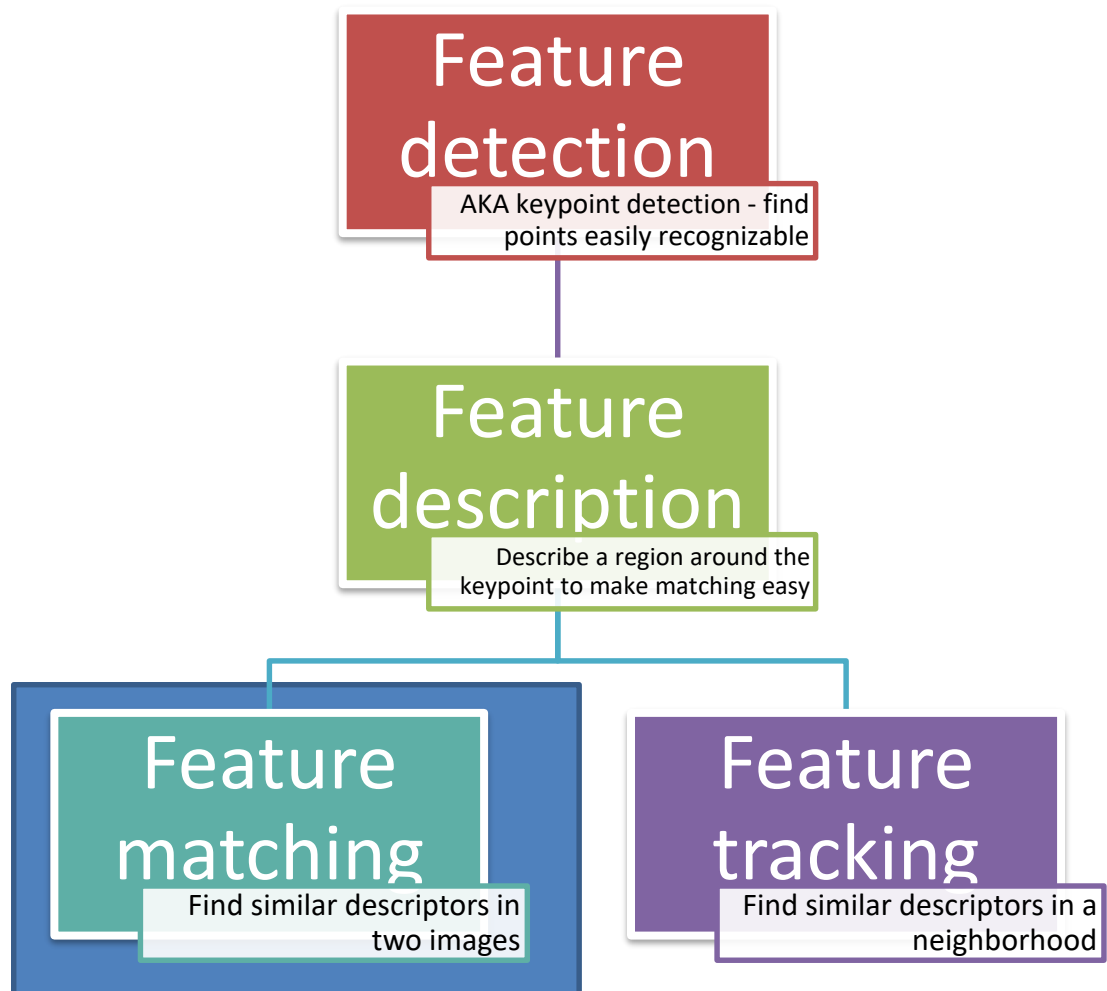 Feature
detection
AKA keypoint detection - find
points easily recognizable
Feature
description
Describe a region around the
keypoint to make matching easy
Feature
matching
Find similar descriptors in
two images
Feature
tracking
Find similar descriptors in a
neighborhood